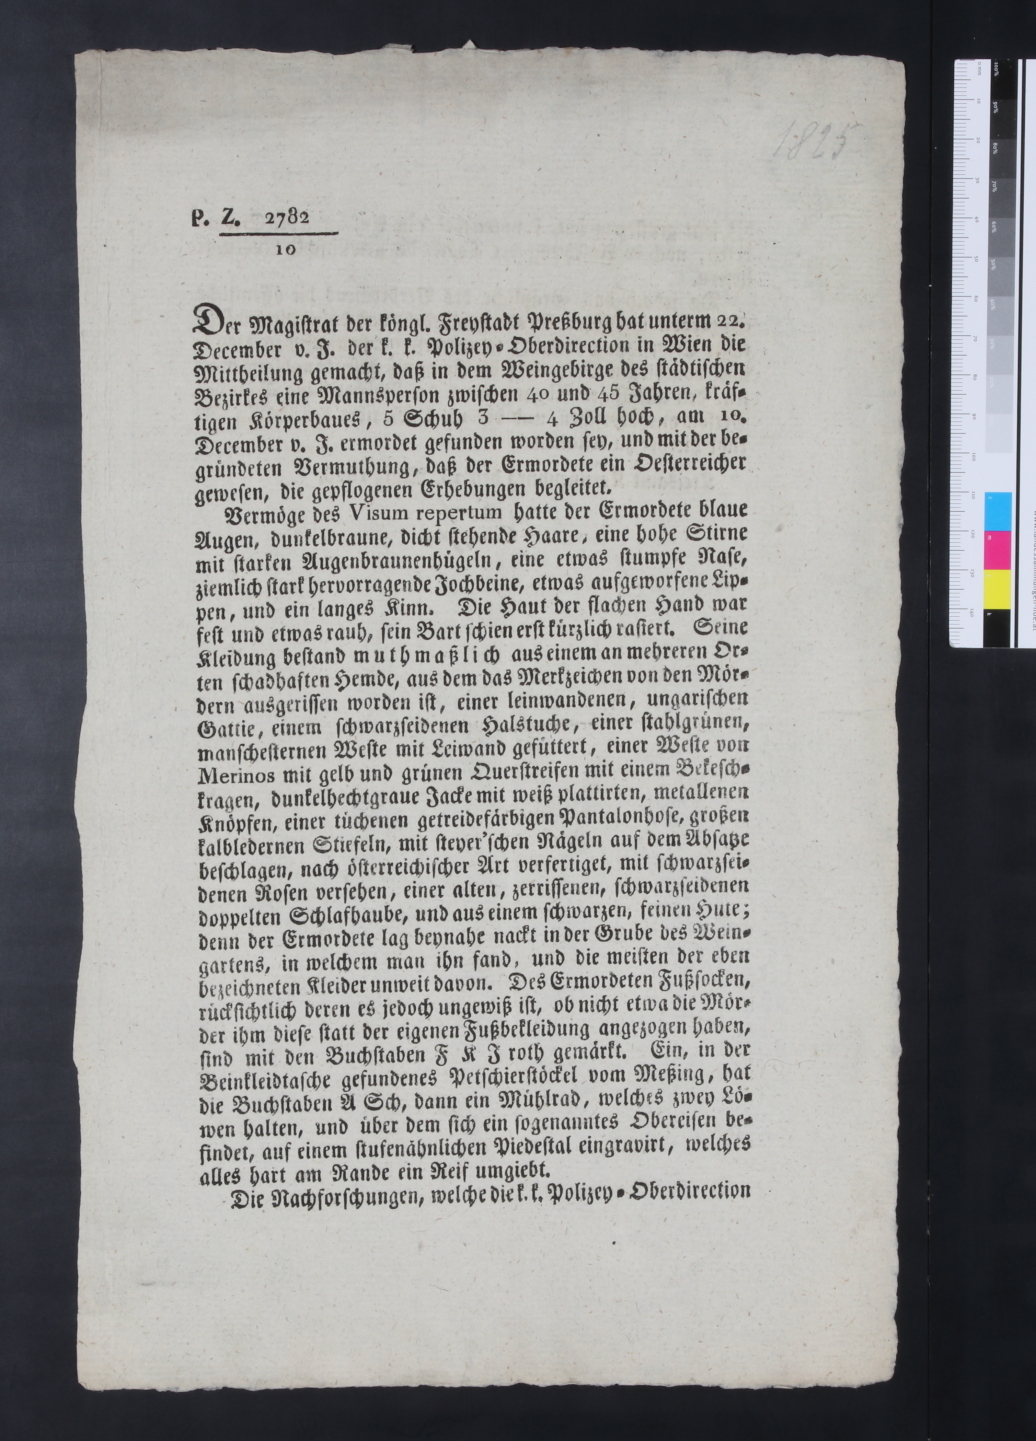 1825
P. Z. 2782
10
Der Magistrat der köngl. Freystadt Preßburg hat unterm 22.
December v. J. der k. k. Polizey-Oberdirection in Wien die
Mittheilung gemacht, daß in dem Weingebirge des städtischen
Bezirkes eine Mannsperson zwischen 40 und 45 Jahren, kräf-
tigen Körperbaues, 5 Schuh 3 — 4 Zoll hoch, am 10.
December v. J. ermordet gefunden worden sey, und mit der be-
gründeten Vermuthung, daß der Ermordete ein Oesterreicher
gewesen, die gepflogenen Erhebungen begleitet.
Vermöge des Visum repertum hatte der Ermordete blaue
Augen, dunkelbraune, dicht stehende Haare, eine hohe Stirne
mit starken Augenbraunenhügeln, eine etwas stumpfe Nase,
ziemlich stark hervorragende Jochbeine, etwas aufgeworfene Lip-
pen, und ein langes Kinn. Die Haut der flachen Hand war
fest und etwas rauh, sein Bart schien erst kürzlich rasiert. Seine
Kleidung bestand muthmaßlich aus einem an mehreren Or-
ten schadhaften Hemde, aus dem das Merkzeichen von den Mör-
dern ausgerissen worden ist, einer leinwandenen, ungarischen
Gattie, einem schwarzseidenen Halstuche, einer stahlgrünen,
manschesternen Weste mit Leiwand gefüttert, einer Weste von
Merinos mit gelb und grünen Querstreifen mit einem Bekesch-
kragen, dunkelhechtgraue Jacke mit weiß plattirten, metallenen
Knöpfen, einer tüchenen getreidefärbigen Pantalonhose, großen
kalbledernen Stiefeln, mit steyer'schen Nägeln auf dem Absatze
beschlagen, nach österreichischer Art verfertiget, mit schwarzsei-
denen Rosen versehen, einer alten, zerrissenen, schwarzseidenen
doppelten Schlafhaube, und aus einem schwarzen, feinen Hute;
denn der Ermordete lag beynahe nackt in der Grube des Wein-
gartens, in welchem man ihn fand, und die meisten der eben
bezeichneten Kleider unweit davon. Des Ermordeten Fußsocken,
rücksichtlich deren es jedoch ungewiß ist, ob nicht etwa die Mör-
der ihm diese statt der eigenen Fußbekleidung angezogen haben,
sind mit den Buchstaben F K J roth gemärkt. Ein, in der
Beinkleidtasche gefundenes Petschierstöckel vom Meßing, hat
die Buchstaben A Sch, dann ein Mühlrad, welches zwey Lö-
wen halten, und über dem sich ein sogenanntes Obereisen be-
findet, auf einem stufenähnlichen Piedestal eingravirt, welches
alles hart am Rande ein Reif umgiebt.
Die Nachforschungen, welche die k. k. Polizey-Oberdirection